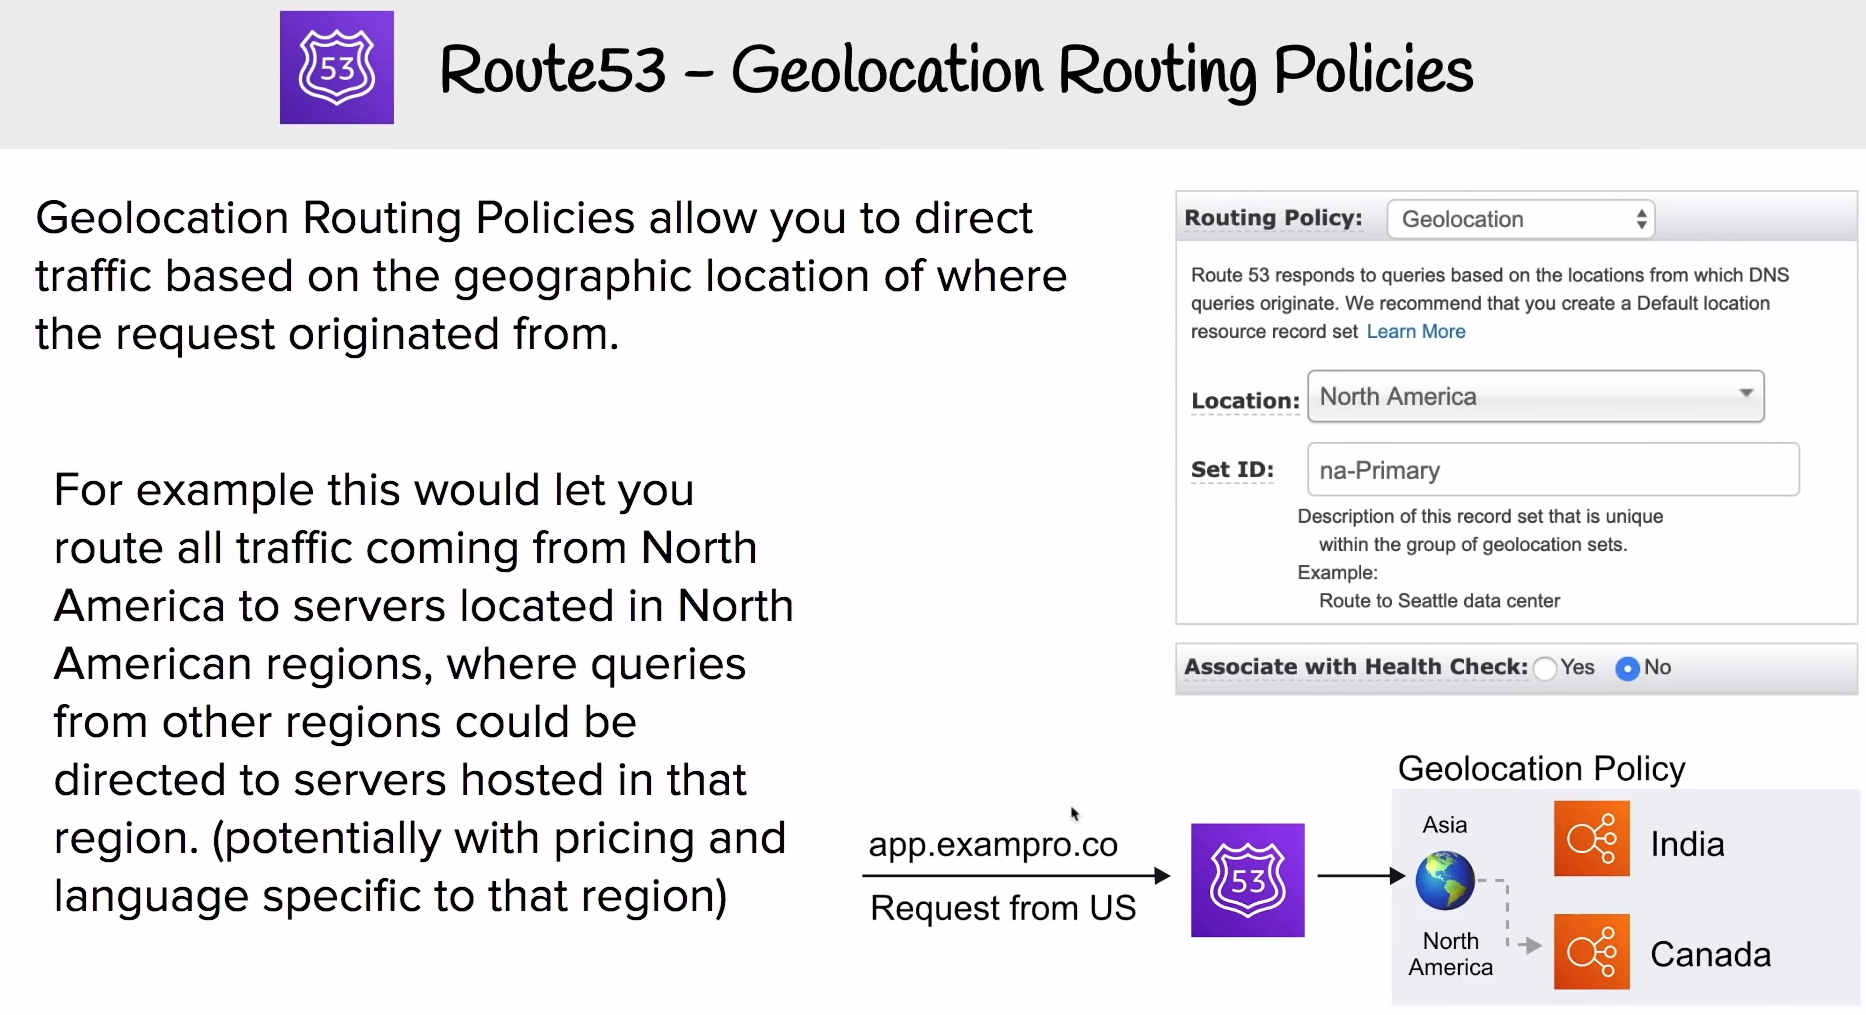 53
Route53 – Geolocation Routing Policies
Geolocation Routing Policies allow you to direct
traffic based on the geographic location of where
the request originated from.
For example this would let you
route all traffic coming from North
America to servers located in North
American regions, where queries
from other regions could be
directed to servers hosted in that
region. (potentially with pricing and
language specific to that region)
Routing Policy: Geolocation
Route 53 responds to queries based on the locations from which DNS
queries originate. We recommend that you create a Default location
resource record set Learn More
Location: North America
Set ID: na-Primary
Description of this record set that is unique
within the group of geolocation sets.
Example:
Route to Seattle data center
Associate with Health Check: Yes No
app.exampro.co
Request from US
53
Geolocation Policy
Asia
India
North
America
Canada